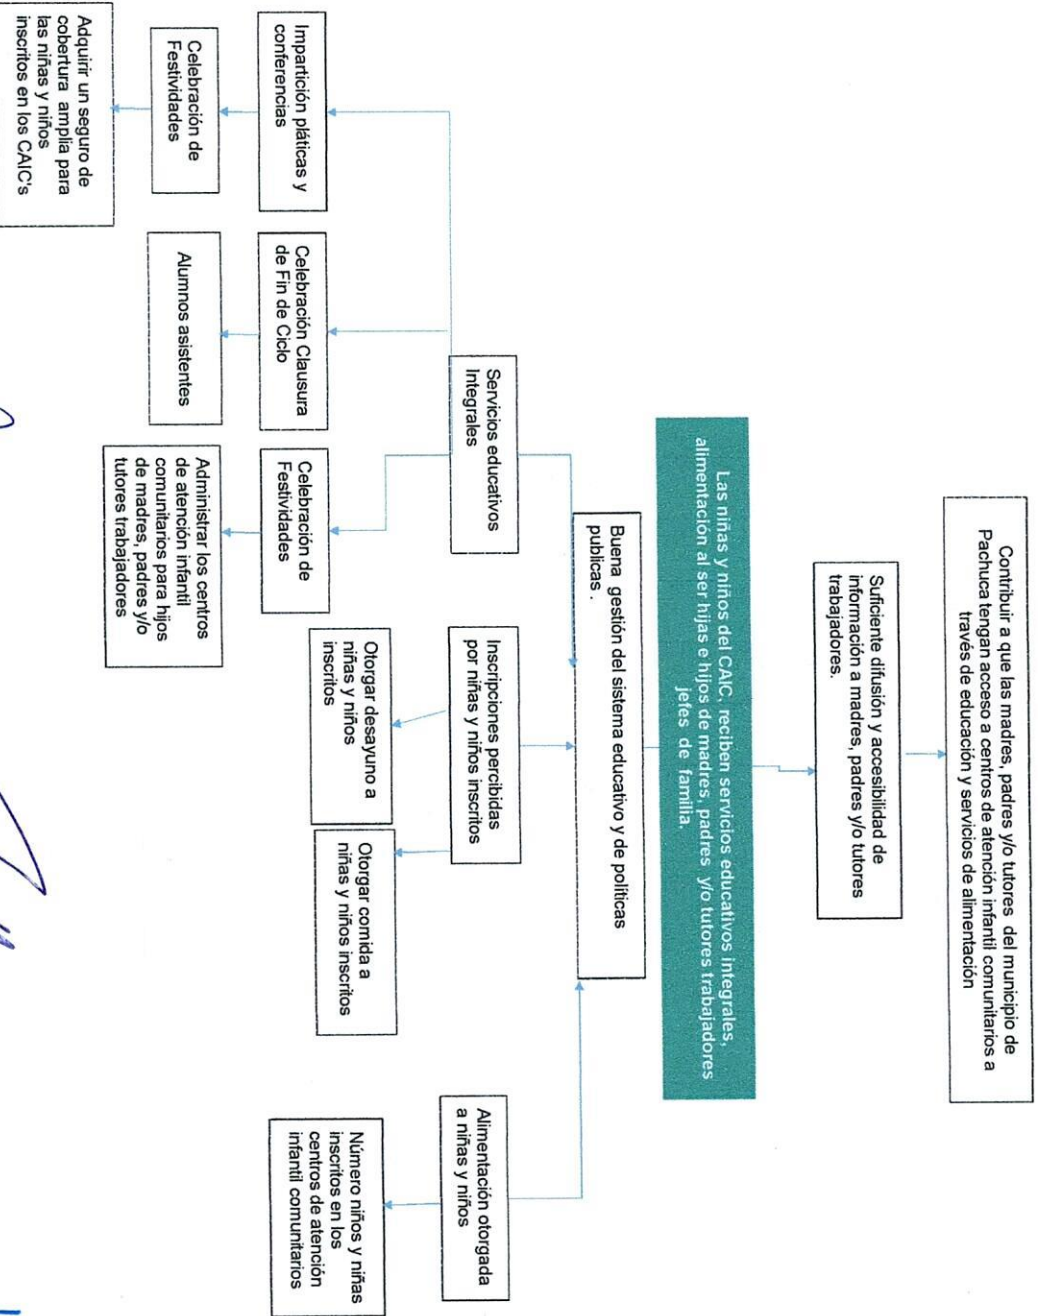 Contribuir a que las madres, padres y/o tutores del municipio de
Pachuca tengan acceso a centros de atención infantil comunitarios a
través de educación y servicios de alimentación
Suficiente difusión y accesibilidad de
información a madres, padres y/o tutores
trabajadores.
Las niñas y niños del CAIC, reciben servicios educativos integrales,
alimentación al ser hijas e hijos de madres, padres y/o tutores trabajadores
jefes de familia.
Buena gestión del sistema educativo y de políticas
publicas .
Servicios educativos
Integrales
Inscripciones percibidas
por niñas y niños inscritos
Alimentación otorgada
a niñas y niños
Impartición pláticas y
conferencias
Celebración Clausura
de Fin de Ciclo
Celebración de
Festividades
Otorgar desayuno a
niñas y niños
inscritos
Otorgar comida a
niñas y niños inscritos
Número niños y niñas
inscritos en los
centros de atención
infantil comunitarios
Celebración de
Festividades
Alumnos asistentes
Administrar los centros
de atención infantil
comunitarios para hijos
de madres, padres y/o
tutores trabajadores
Adquirir un seguro de
cobertura amplia para
las niñas y niños
inscritos en los CAIC's